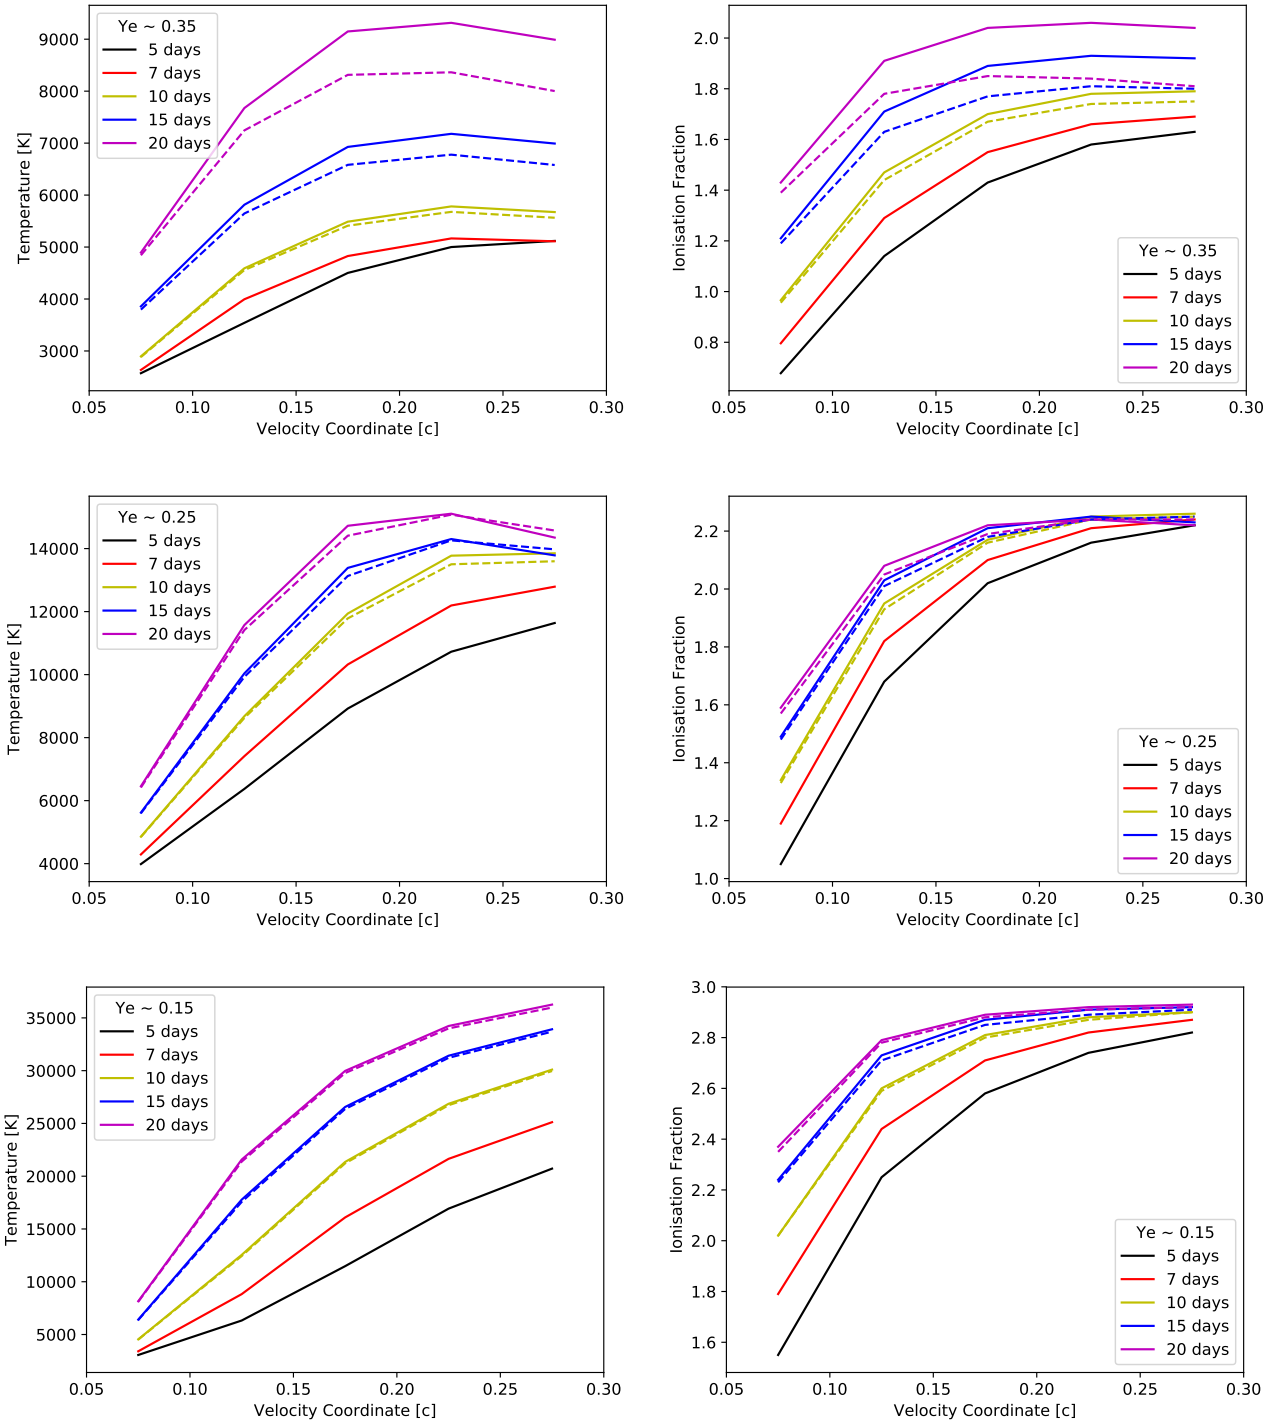 Ye ~ 0.35
5 days
7 days
10 days
15 days
20 days
9000
8000
7000
6000
5000
4000
3000
Temperature [K]
0.05 0.10 0.15 0.20 0.25 0.30
Velocity Coordinate [c]
2.0
1.8
1.6
1.4
1.2
1.0
0.8
Ionisation Fraction
Ye ~ 0.35
5 days
7 days
10 days
15 days
20 days
0.05 0.10 0.15 0.20 0.25 0.30
Velocity Coordinate [c]
Ye ~ 0.25
5 days
7 days
10 days
15 days
20 days
14000
12000
10000
8000
6000
4000
Temperature [K]
0.05 0.10 0.15 0.20 0.25 0.30
Velocity Coordinate [c]
2.2
2.0
1.8
1.6
1.4
1.2
1.0
Ionisation Fraction
Ye ~ 0.25
5 days
7 days
10 days
15 days
20 days
0.05 0.10 0.15 0.20 0.25 0.30
Velocity Coordinate [c]
Ye ~ 0.15
5 days
7 days
10 days
15 days
20 days
35000
30000
25000
20000
15000
10000
5000
Temperature [K]
0.05 0.10 0.15 0.20 0.25 0.30
Velocity Coordinate [c]
3.0
2.8
2.6
2.4
2.2
2.0
1.8
1.6
Ionisation Fraction
Ye ~ 0.15
5 days
7 days
10 days
15 days
20 days
0.05 0.10 0.15 0.20 0.25 0.30
Velocity Coordinate [c]